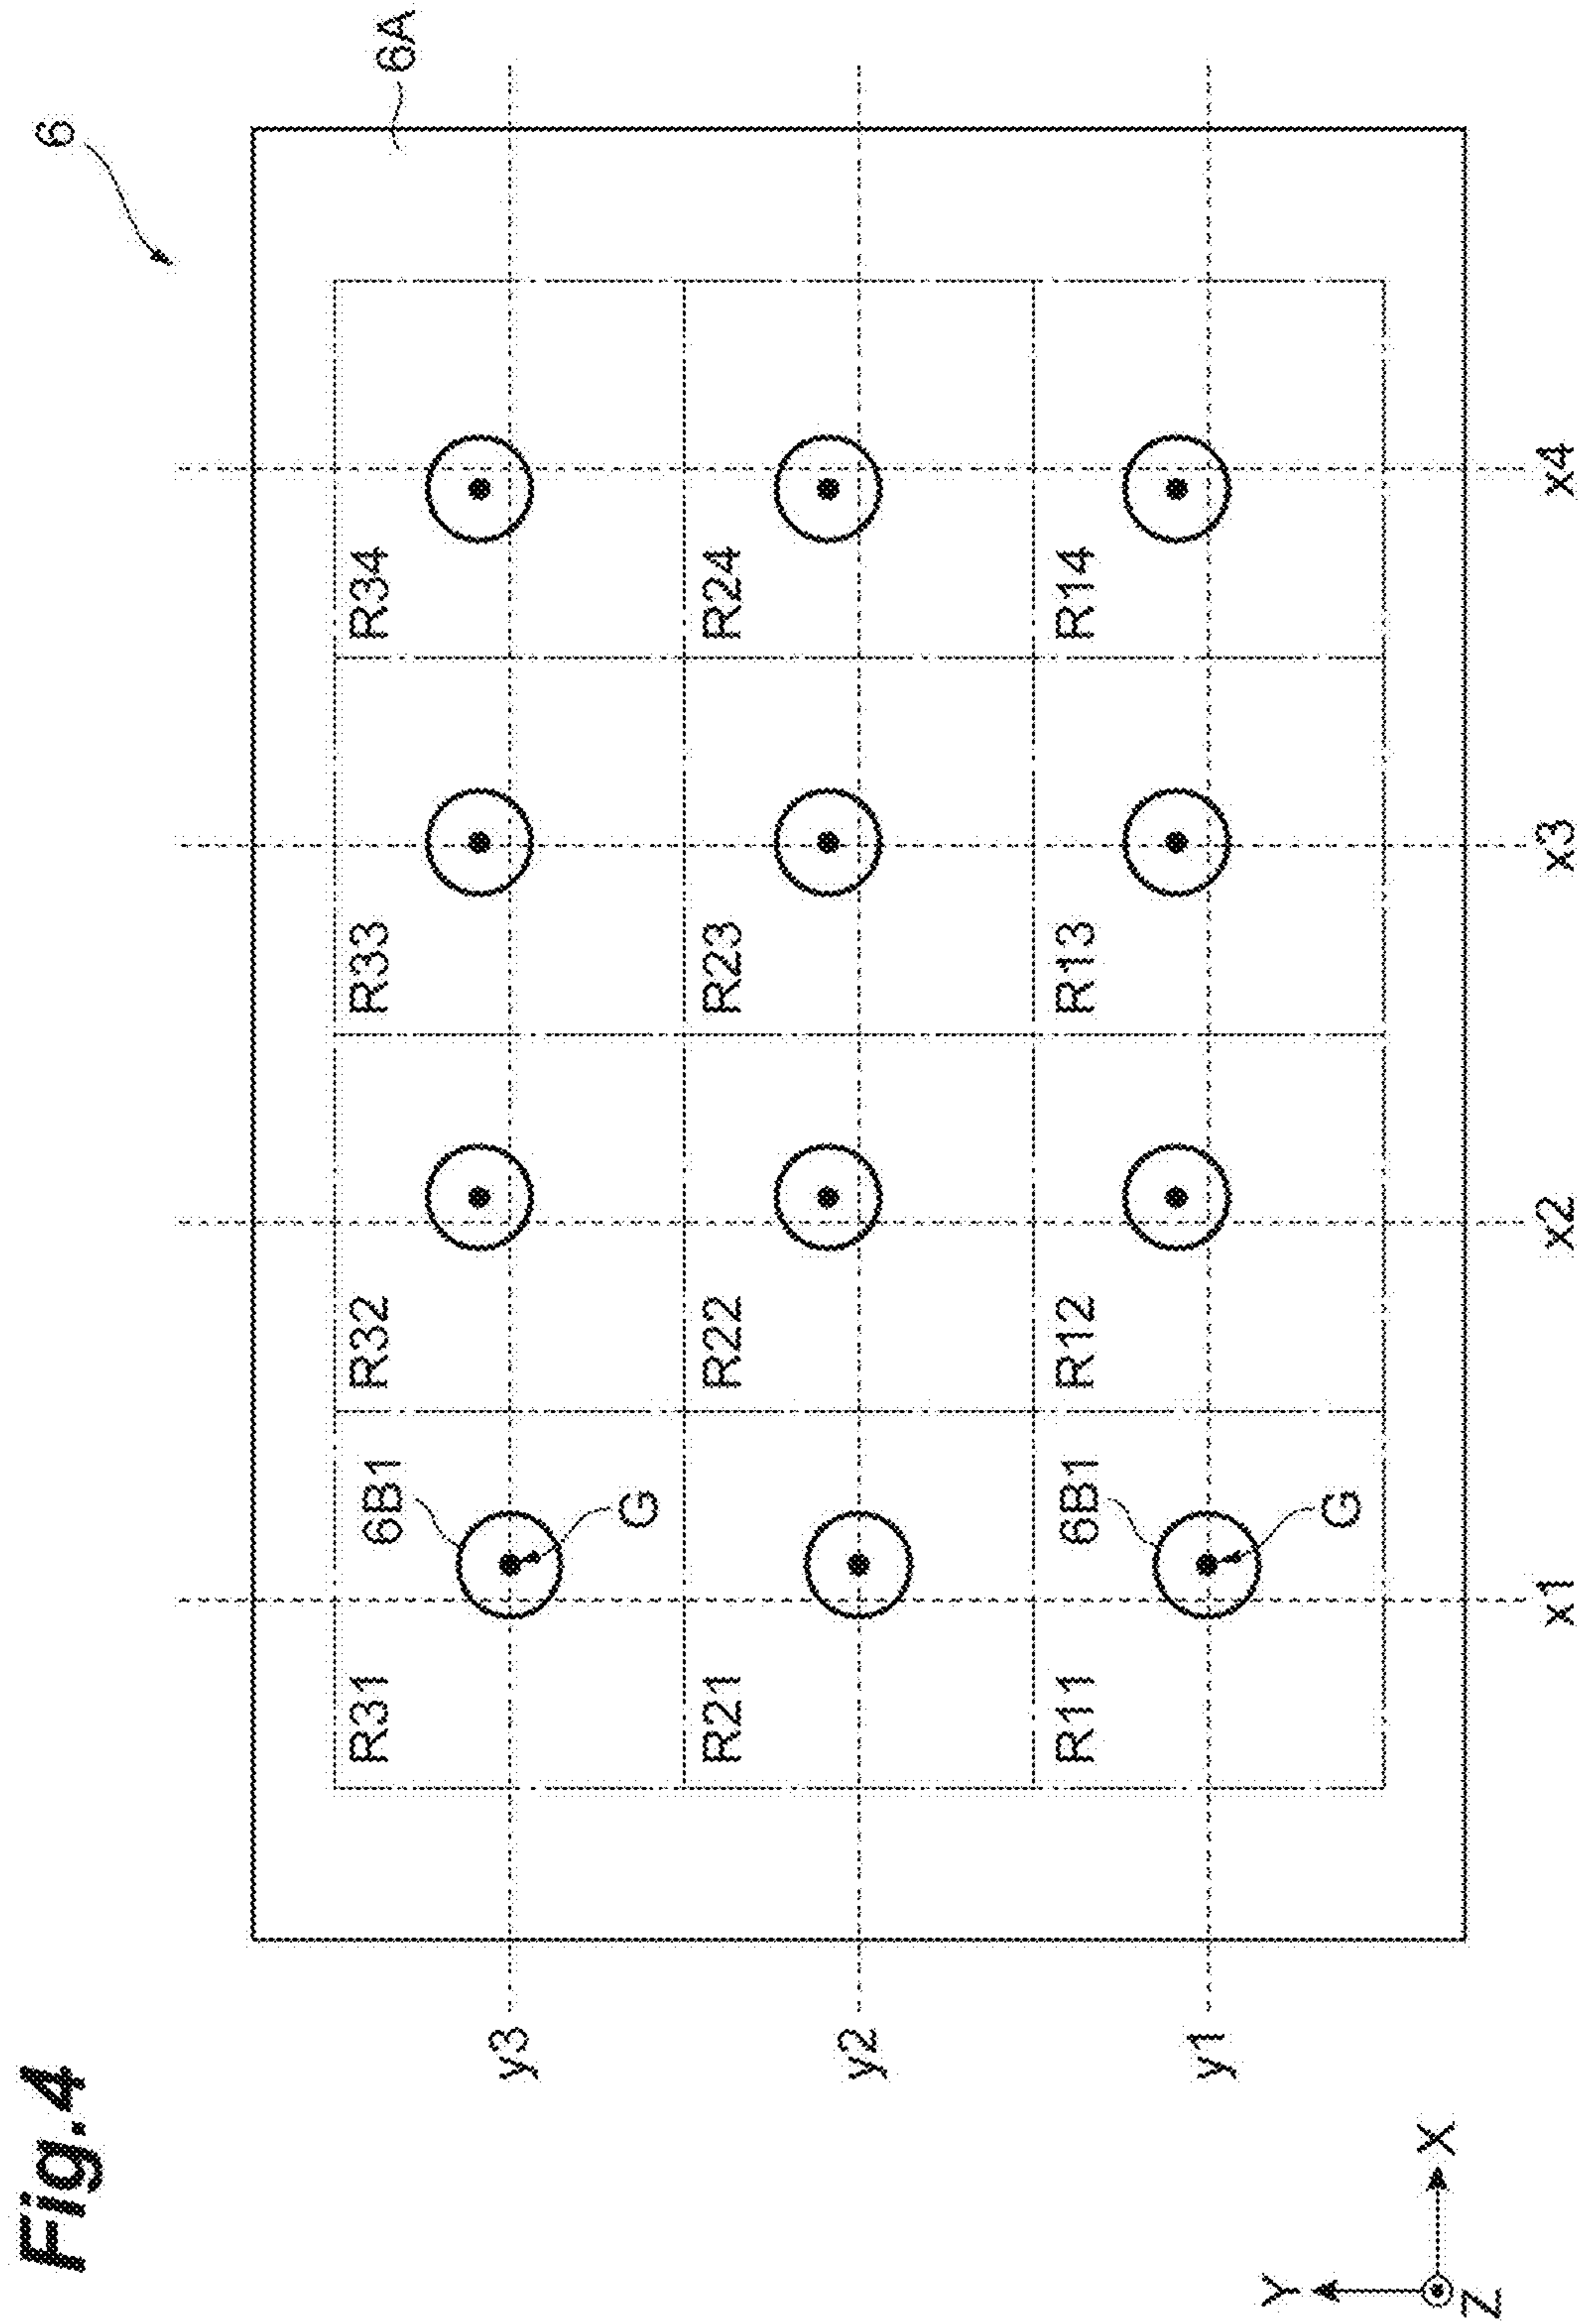 Fig.4
6
6A
y3
y2
y1
R31
R32
R33
R34
6B1
G
R21
R22
R23
R24
R11
R12
R13
R14
6B1
G
x1
x2
x3
x4
Y
X
Z